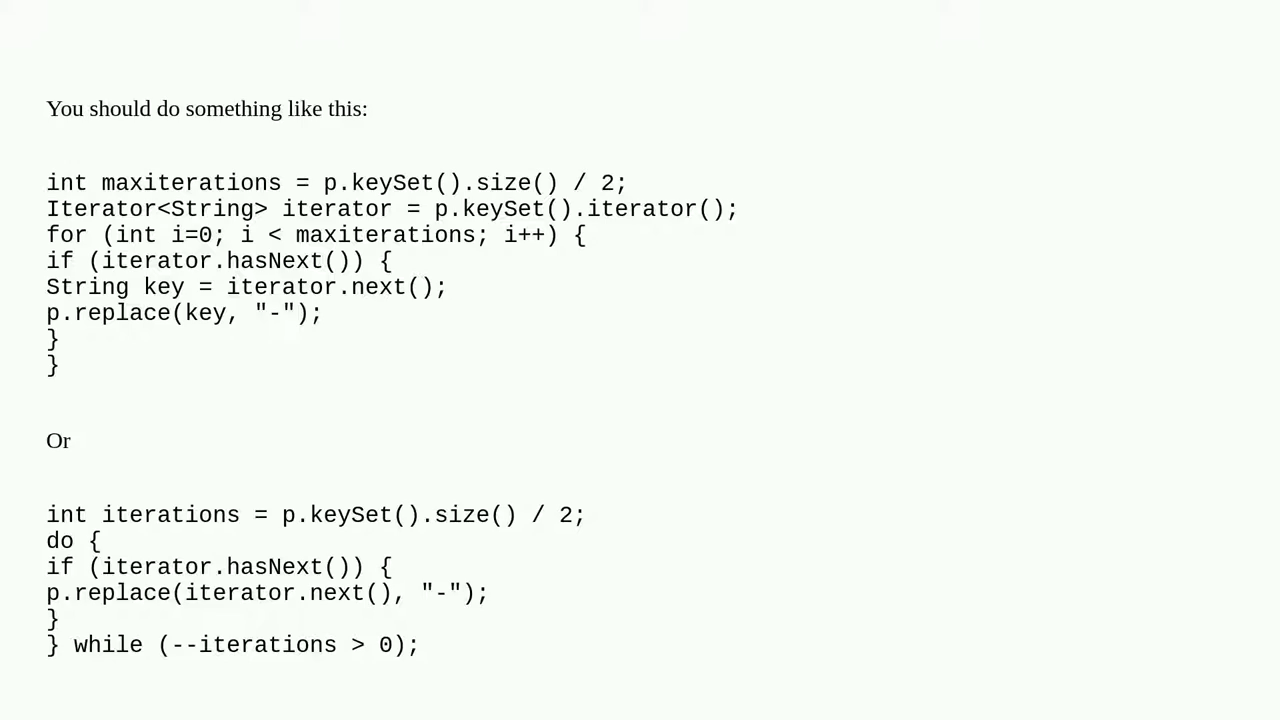 You should do something like this:
int maxiterations = p.keySet().size() / 2;
Iterator<String> iterator = p.keySet().iterator();
for (int i=0; i < maxiterations; i++) {
if (iterator.hasNext()) {
String key = iterator.next();
p.replace(key, "-");
}
}
Or
int iterations = p.keySet().size() / 2;
do {
if (iterator.hasNext()) {
p.replace(iterator.next(), "-");
}
} while (--iterations > 0);